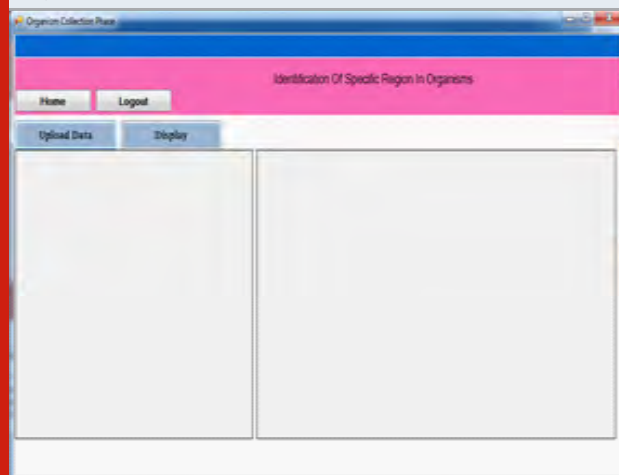 Organism Collection Phase
Identification Of Specific Region In Organisms
Home Logout
Upload Data Display